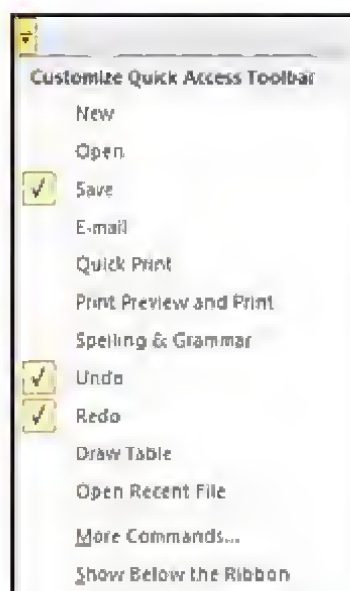 Customize Quick Access Toolbar
New
Open
Save
E-mail
Quick Print
Print Preview and Print
Spelling & Grammar
Undo
Redo
Draw Table
Open Recent File
More Commands...
Show Below the Ribbon